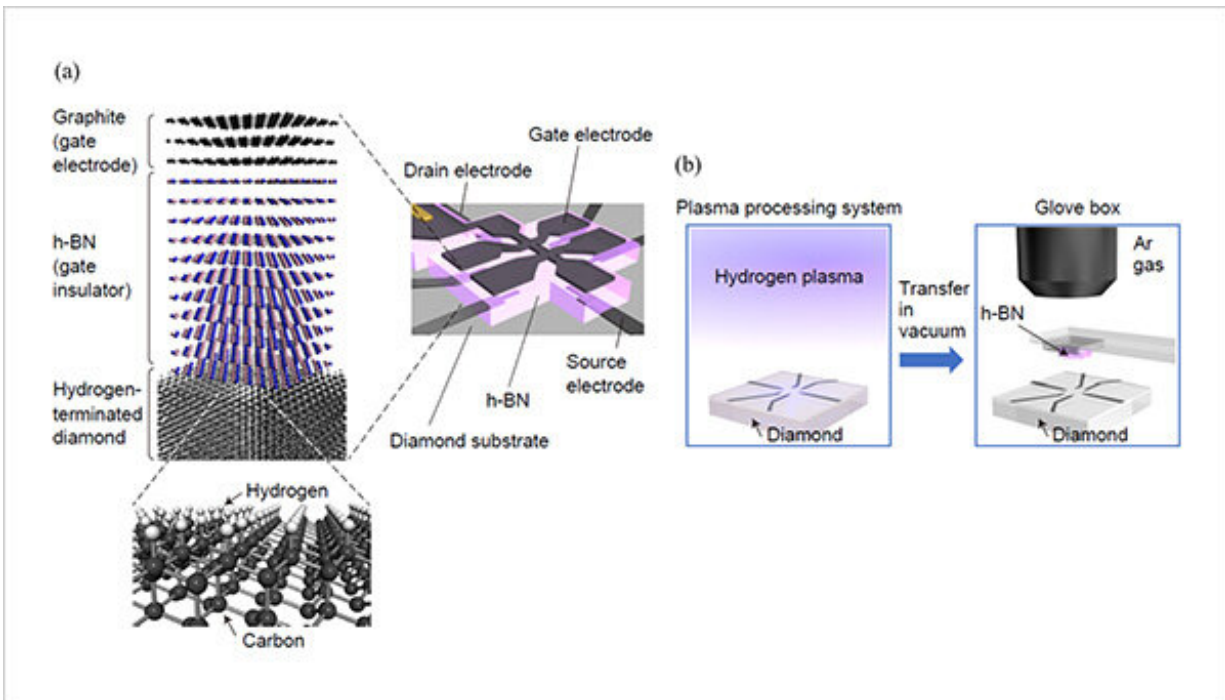 (a)
Graphite
(gate
electrode)
h-BN
(gate
insulator)
Hydrogen-
terminated
diamond
Gate electrode
Drain electrode
Source
electrode
h-BN
Diamond substrate
Hydrogen
Carbon
(b)
Plasma processing system
Hydrogen plasma
Diamond
Transfer
in
vacuum
Glove box
Ar
gas
h-BN
Diamond